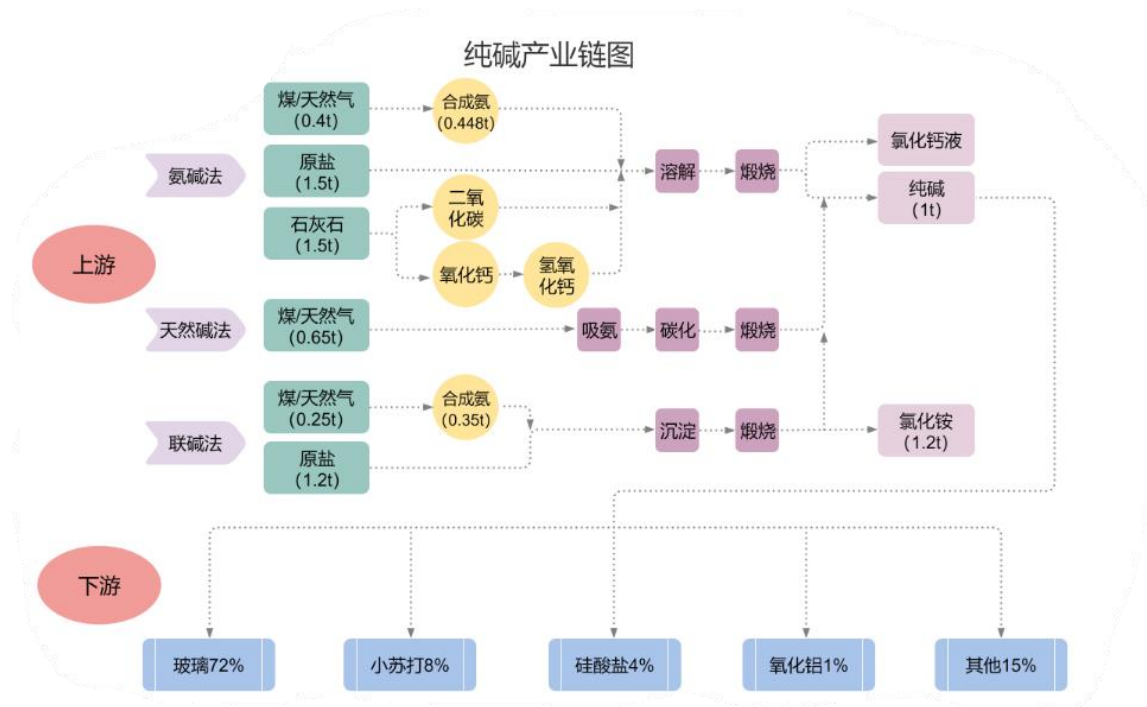 纯碱产业链图
煤/天然气
(0.4t)
合成氨
(0.448t)
氨碱法
原盐
(1.5t)
溶解
煅烧
氯化钙液
纯碱
(1t)
石灰石
(1.5t)
二氧
化碳
氧化钙
氢氧
化钙
上游
天然碱法
煤/天然气
(0.65t)
吸氨
碳化
煅烧
联碱法
煤/天然气
(0.25t)
合成氨
(0.35t)
原盐
(1.2t)
沉淀
煅烧
氯化铵
(1.2t)
下游
玻璃72%
小苏打8%
硅酸盐4%
氧化铝1%
其他15%